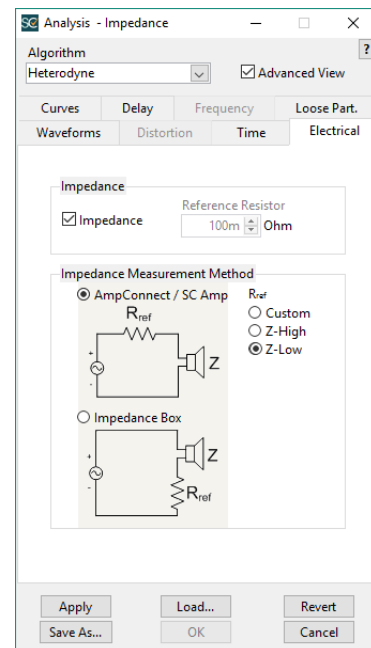 SC Analysis - Impedance
Algorithm
?
Heterodyne
Advanced View
Curves Delay Frequency Loose Part.
Waveforms Distortion Time Electrical
Impedance
Reference Resistor
Impedance 100m Ohm
Impedance Measurement Method
AmpConnect / SC Amp Rref
Rref Custom
Z-High
+ Z Z-Low
-
Impedance Box
+ Z
- Rref
Apply Load... Revert
Save As... OK Cancel